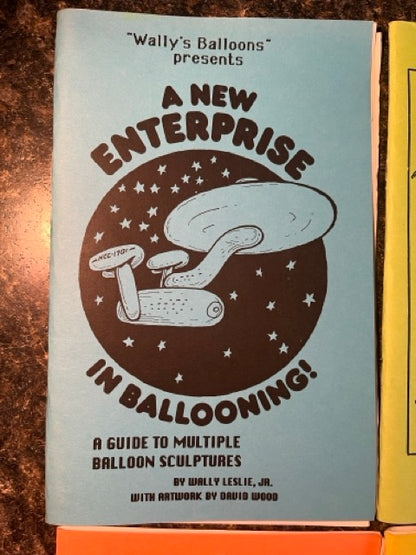 "Wally's Balloons"
presents
A NEW
ENTERPRISE
NCC-1701
IN BALLOONING!
A GUIDE TO MULTIPLE
BALLOON SCULPTURES
BY WALLY LESLIE, JR.
WITH ARTWORK BY DAVID WOOD